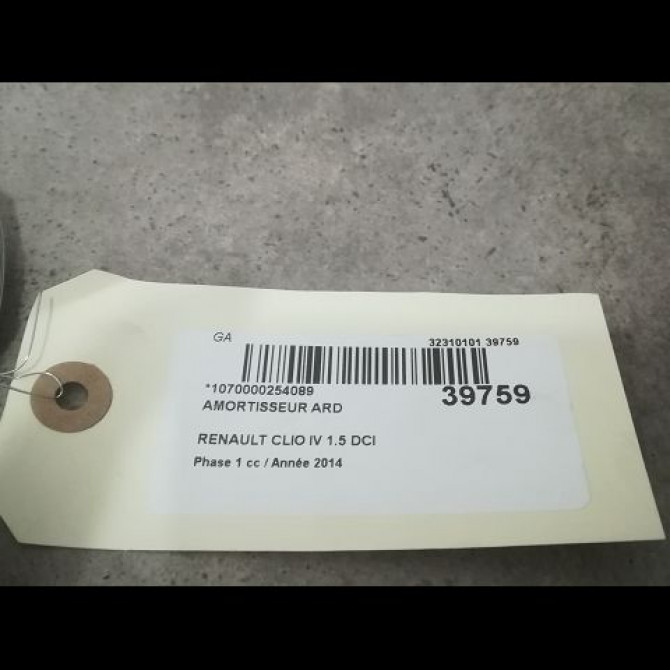 GA 32310101 39759
*1070000254089 39759
AMORTISSEUR ARD
RENAULT CLIO IV 1.5 DCI
Phase 1 cc / Année 2014